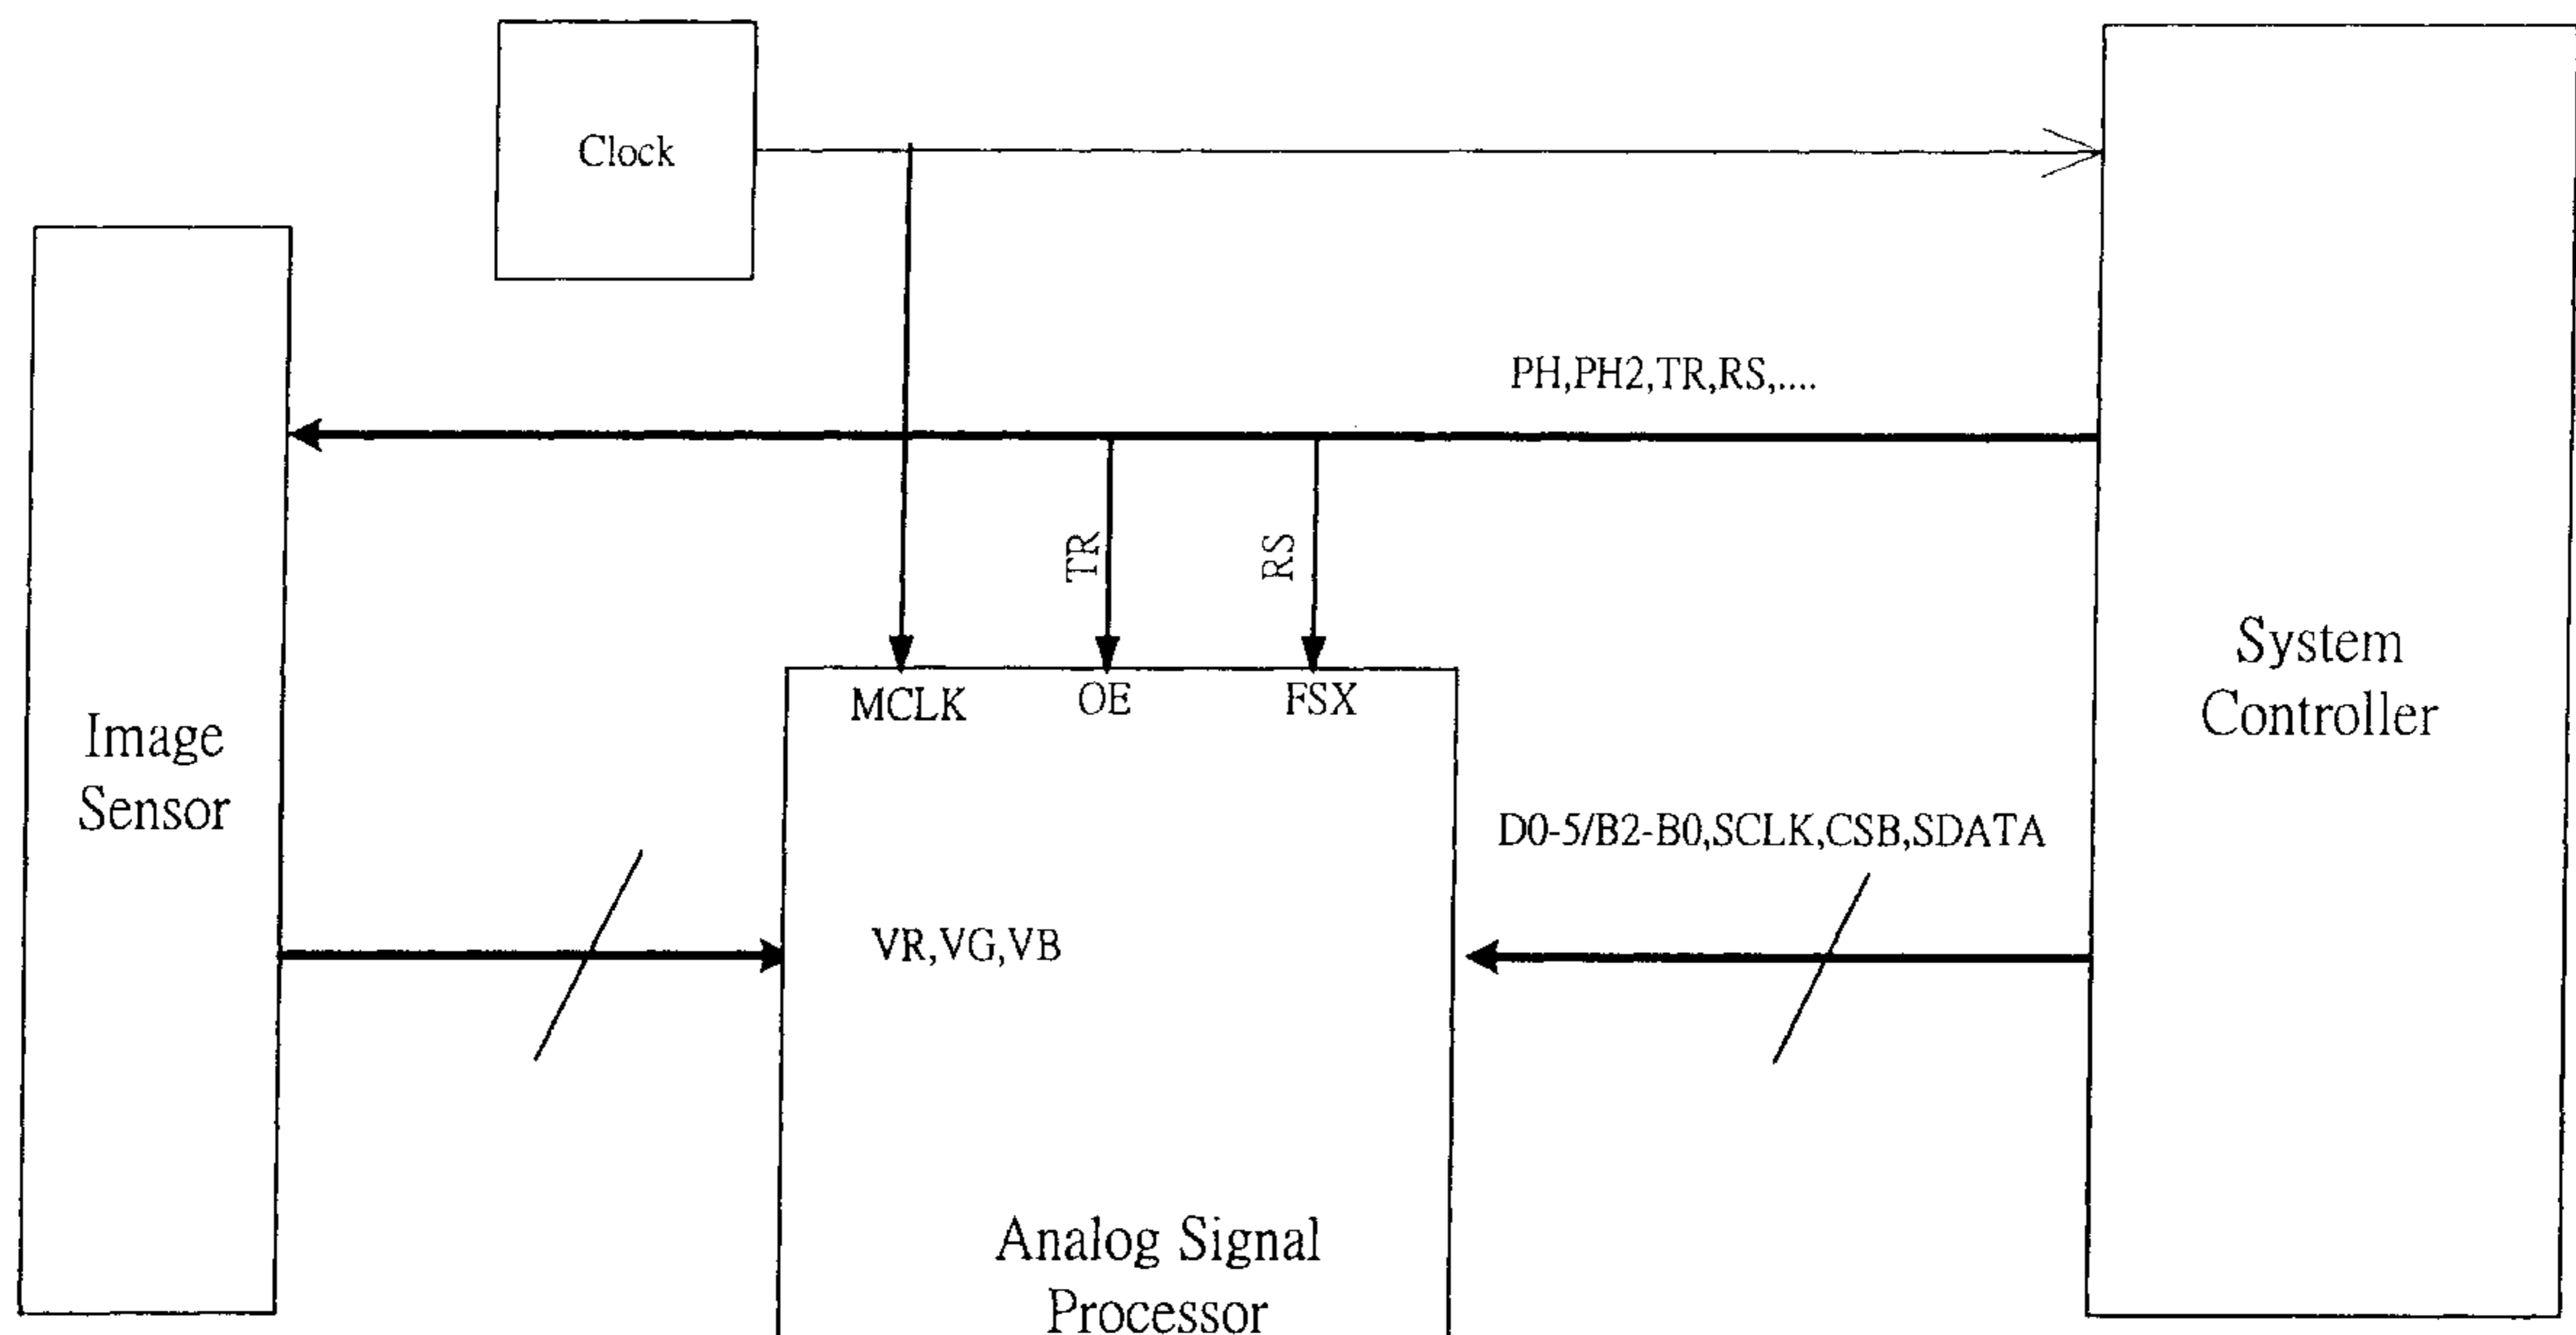 Clock
PH,PH2,TR,RS,....
TR
RS
MCLK
OE
FSX
System
Controller
Image
Sensor
D0-5/B2-B0,SCLK,CSB,SDATA
VR,VG,VB
Analog Signal
Processor